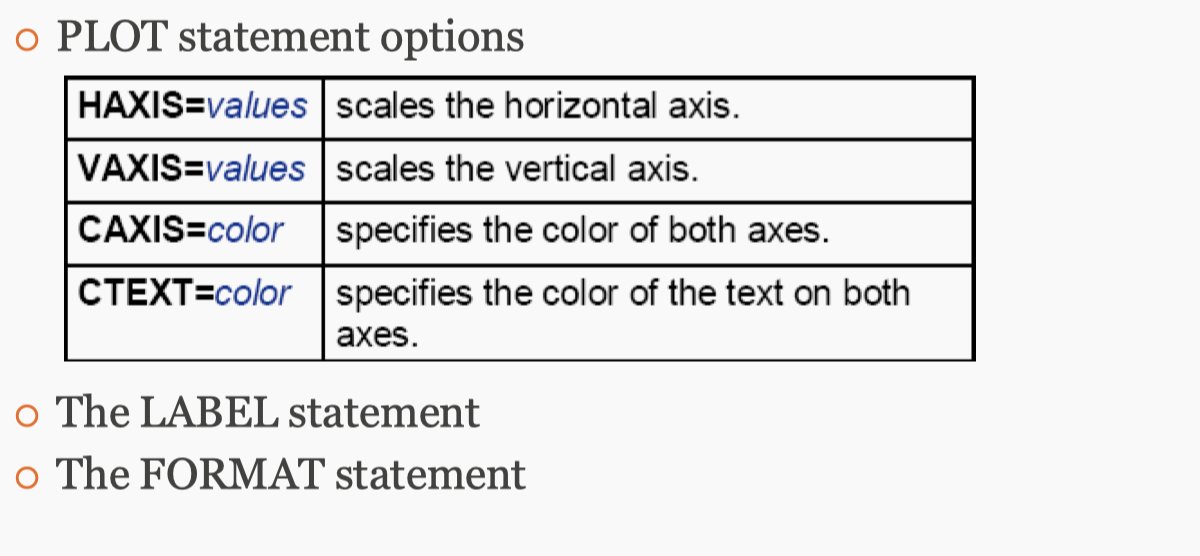 PLOT statement options
HAXIS=values scales the horizontal axis.
VAXIS=values scales the vertical axis.
CAXIS=color specifies the color of both axes.
CTEXT=color specifies the color of the text on both
axes.
The LABEL statement
The FORMAT statement